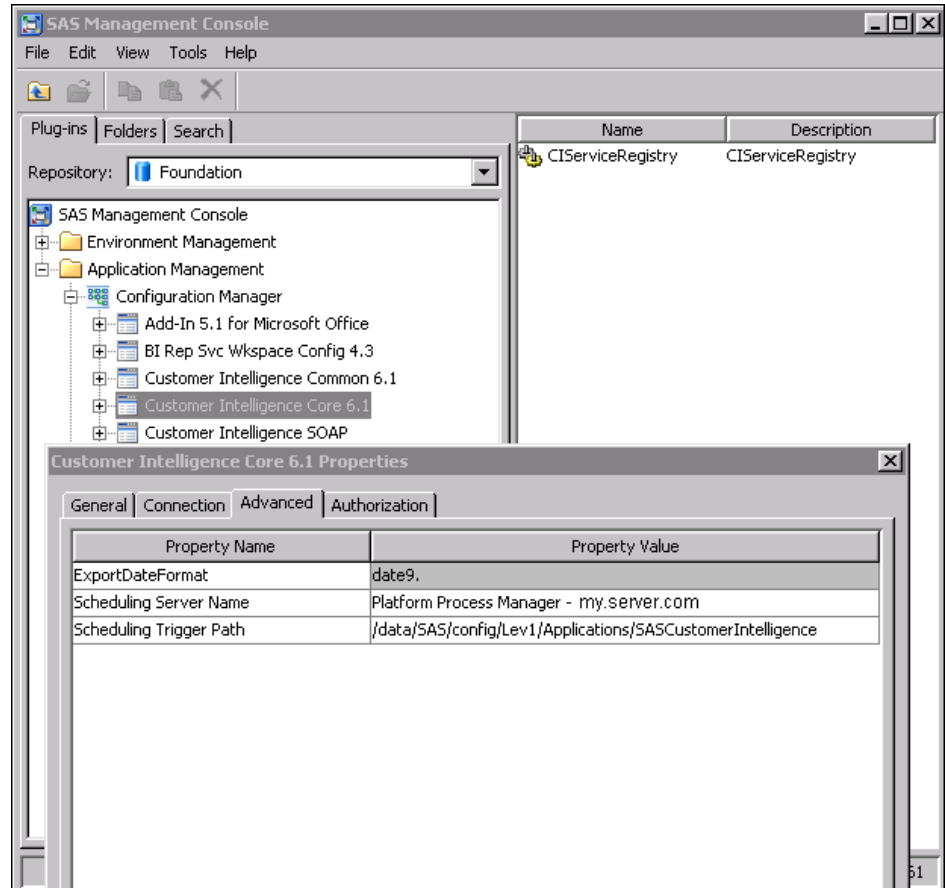 SAS Management Console
File Edit View Tools Help
Plug-ins Folders Search
Repository: Foundation
SAS Management Console
Environment Management
Application Management
Configuration Manager
Add-In 5.1 for Microsoft Office
BI Rep Svc Wkspace Config 4.3
Customer Intelligence Common 6.1
Customer Intelligence Core 6.1
Customer Intelligence SOAP
Name Description
CIServiceRegistry CIServiceRegistry
Customer Intelligence Core 6.1 Properties
General Connection Advanced Authorization
Property Name Property Value
ExportDateFormat date9.
Scheduling Server Name Platform Process Manager - my.server.com
Scheduling Trigger Path /data/SAS/config/Lev1/Applications/SASCustomerIntelligence